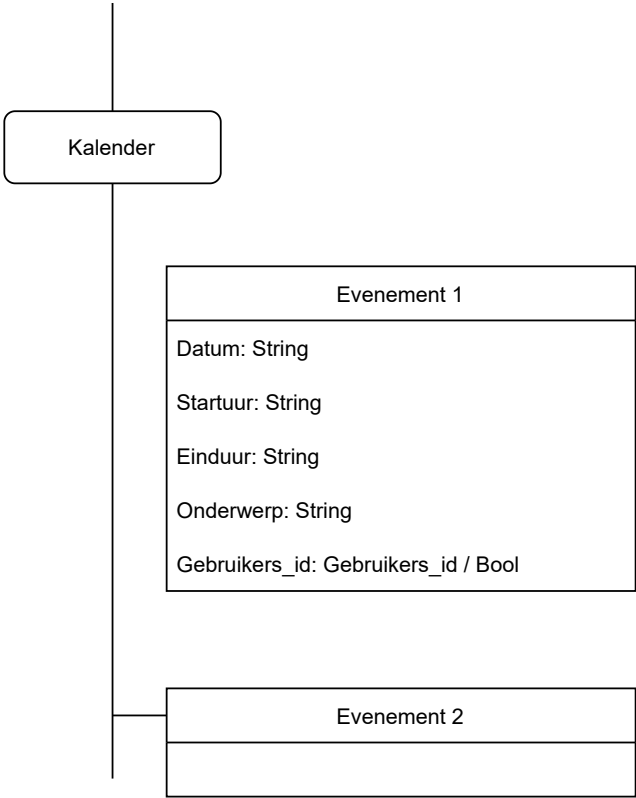 Kalender
Evenement 1
Datum: String
Startuur: String
Einduur: String
Onderwerp: String
Gebruikers_id: Gebruikers_id / Bool
Evenement 2